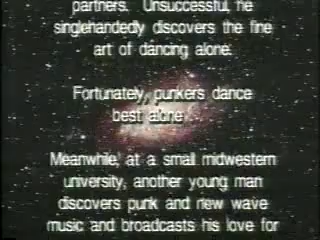 partners. Unsuccessful, he
singlehandedly discovers the fine
art of dancing alone.
Fortunately, punkers dance
best alone . . .
Meanwhile, at a small midwestern
university, another young man
discovers punk and new wave
music and broadcasts his love for